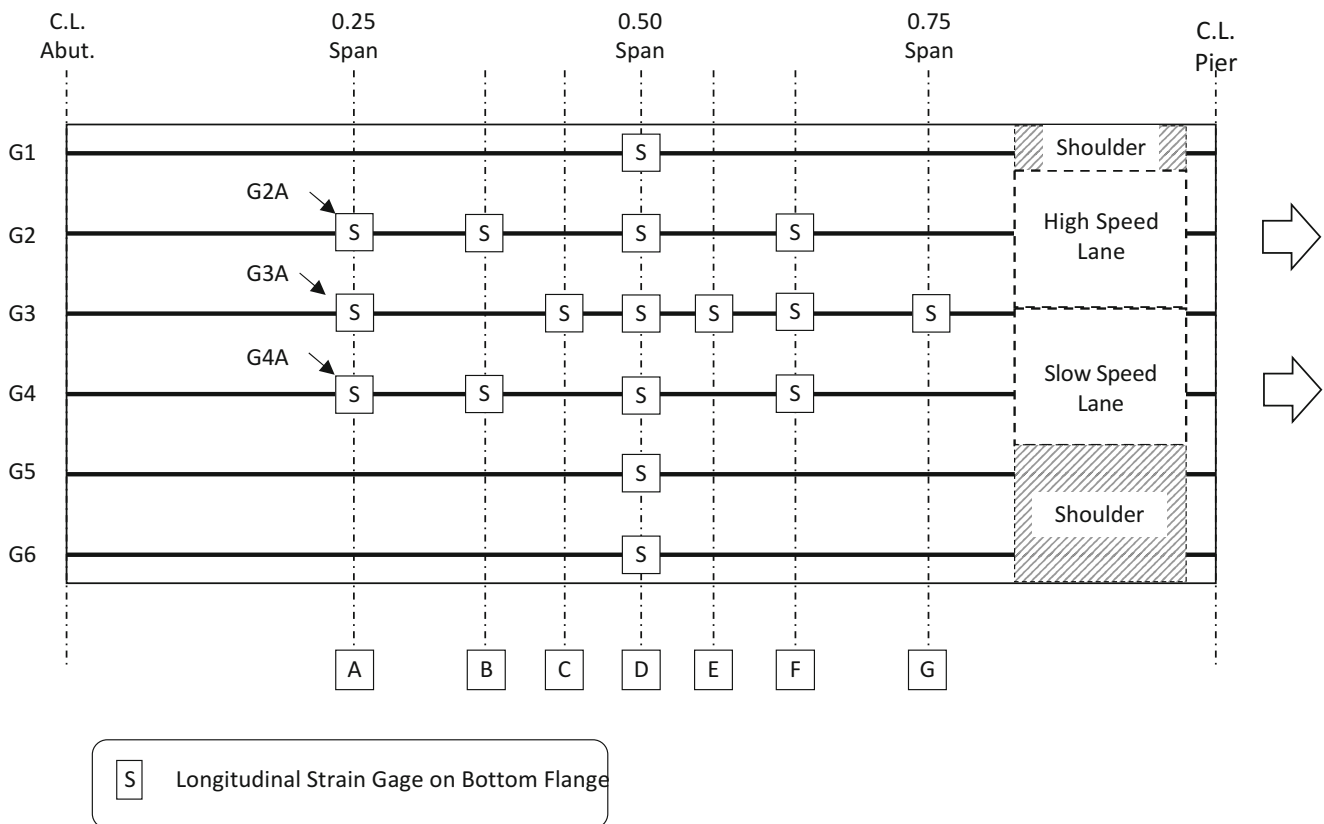 C.L.
Abut.
0.25
Span
0.50
Span
0.75
Span
C.L.
Pier
G1
S
Shoulder
G2A
G2
S
S
S
S
High Speed
Lane
G3A
G3
S
S
S
S
S
S
G4A
G4
S
S
S
S
Slow Speed
Lane
G5
S
Shoulder
G6
S
A
B
C
D
E
F
G
S Longitudinal Strain Gage on Bottom Flange